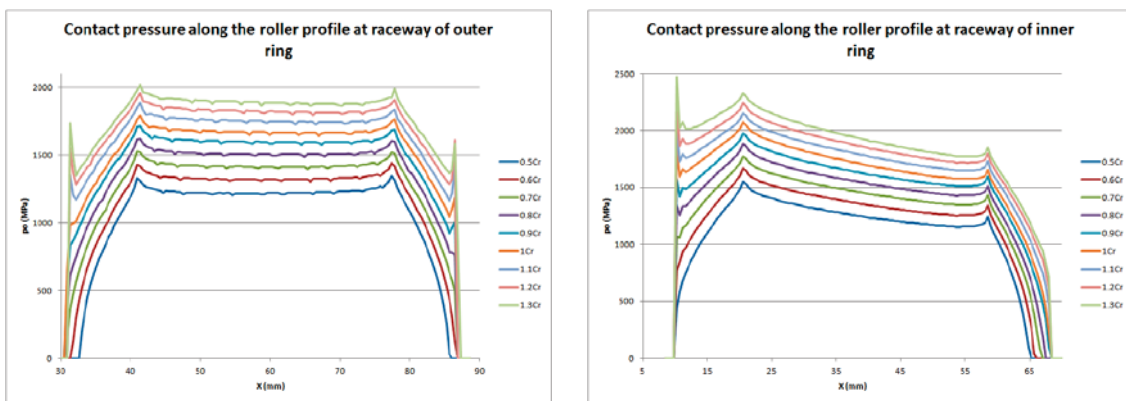 Contact pressure along the roller profile at raceway of outer
ring
2000
1500
1000
500
0
po (MPa)
30 40 50 60 70 80 90
X (mm)
0.5Cr
0.6Cr
0.7Cr
0.8Cr
0.9Cr
1Cr
1.1Cr
1.2Cr
1.3Cr
Contact pressure along the roller profile at raceway of inner
ring
2500
2000
1500
1000
500
0
po (MPa)
5 15 25 35 45 55 65
X (mm)
0.5Cr
0.6Cr
0.7Cr
0.8Cr
0.9Cr
1Cr
1.1Cr
1.2Cr
1.3Cr